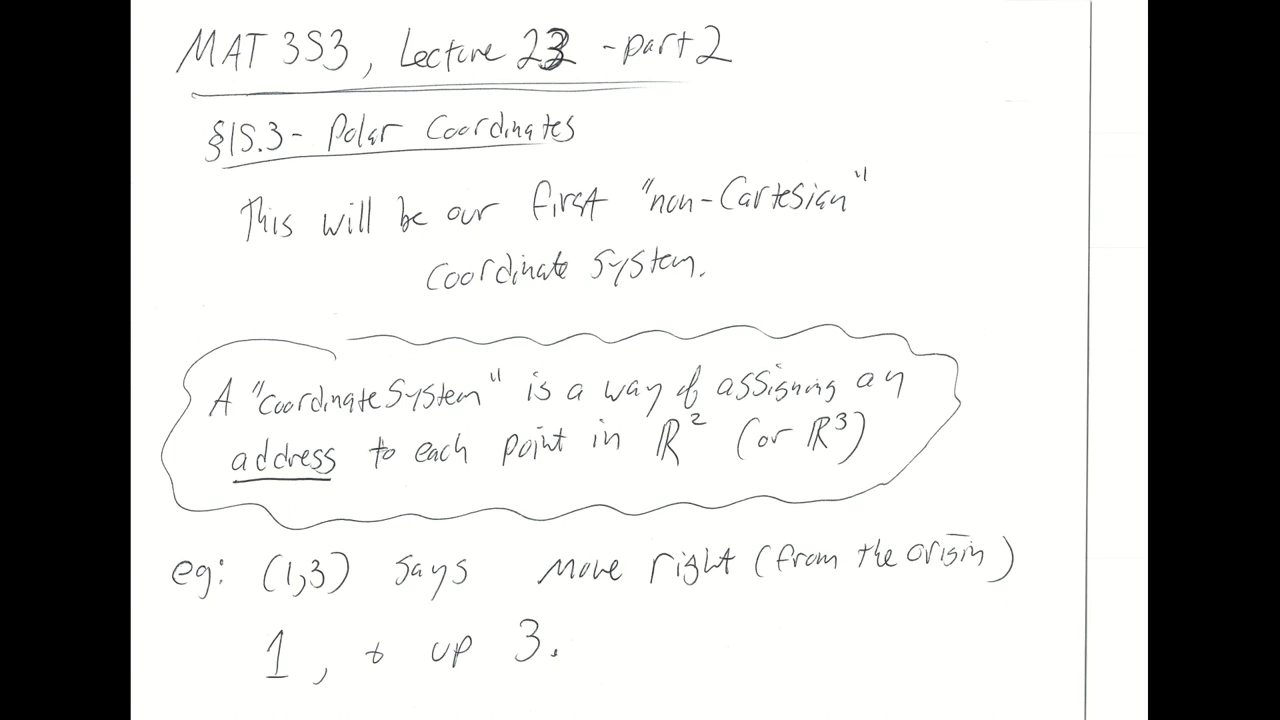 MAT 3S3, Lecture 23 - part 2
§15.3 - Polar Coordinates
This will be our first "non-Cartesian"
coordinate system.
A "coordinate system" is a way of assigning an
address to each point in ℝ² (or ℝ³)
eg: (1,3) says move right (from the origin)
1, & up 3.